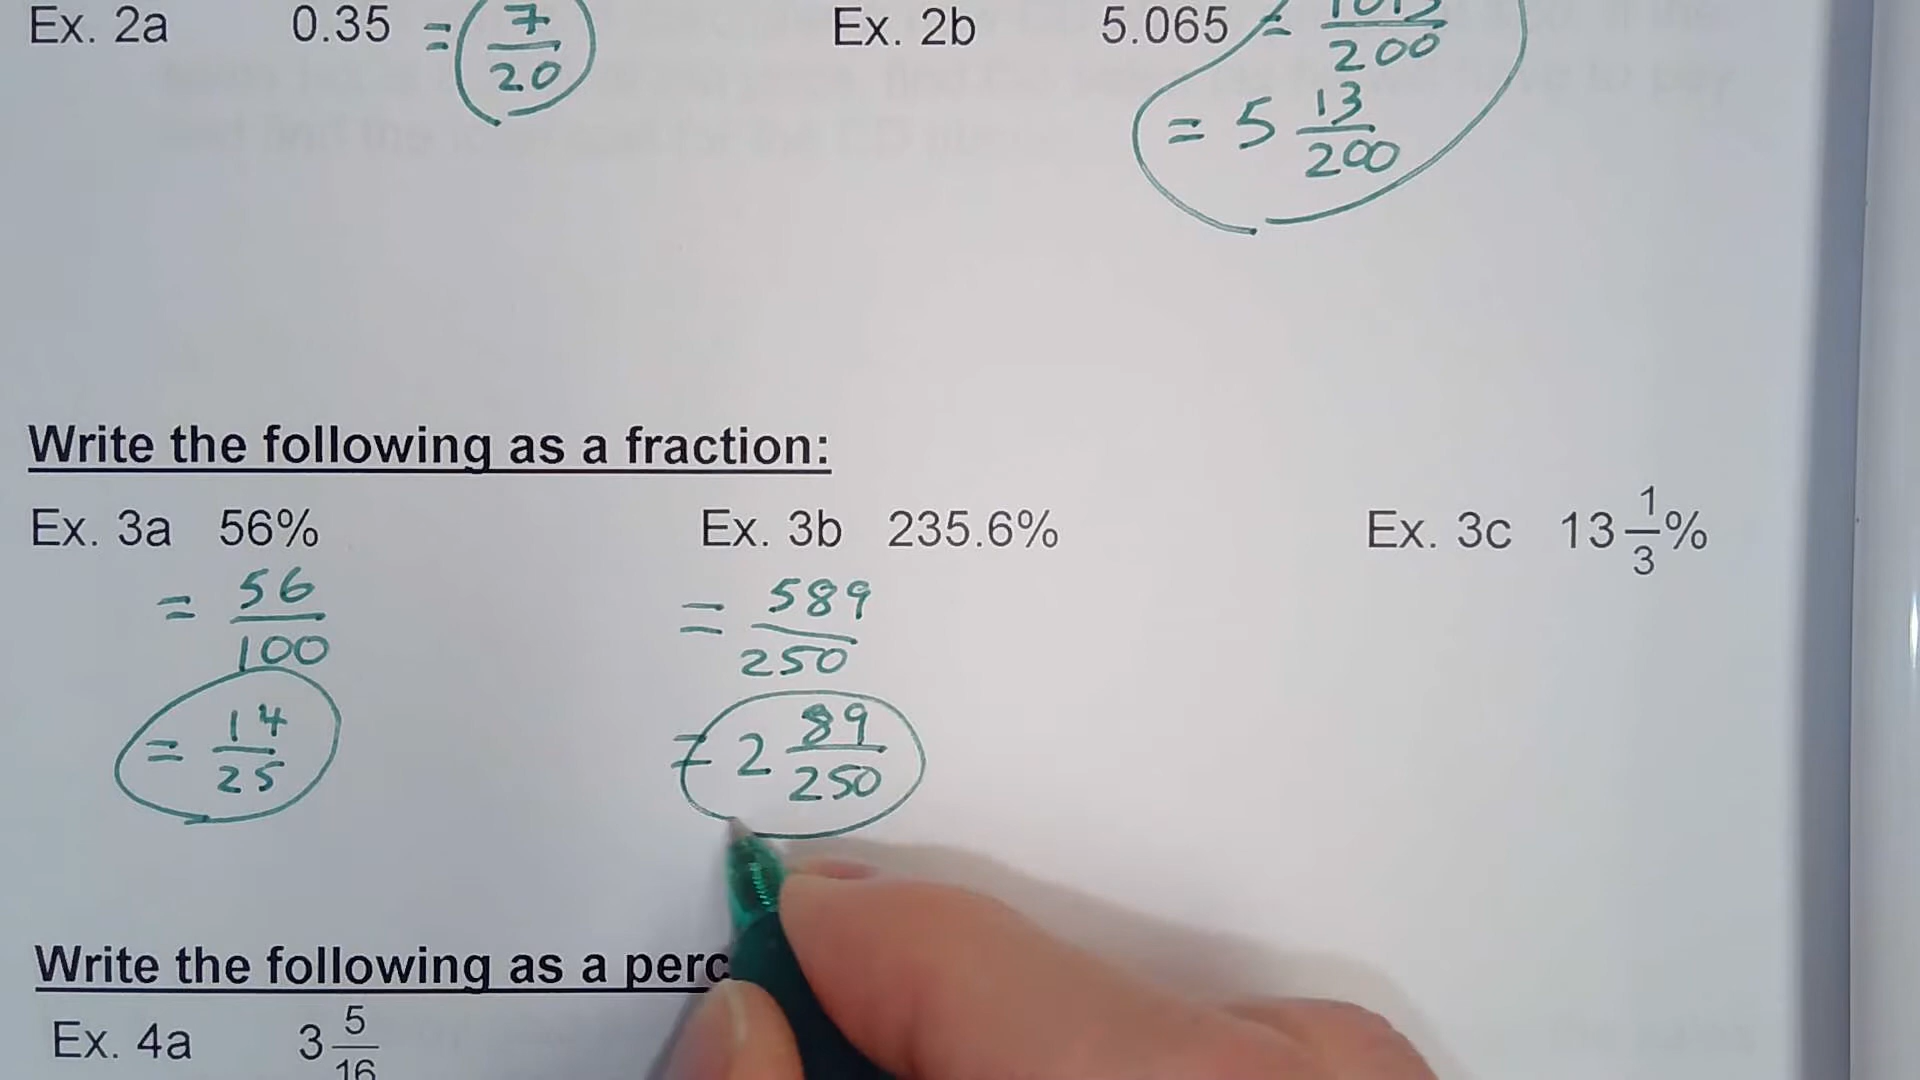 Ex. 2a 0.35 = 7/20
Ex. 2b 5.065 = 1013/200
= 5 13/200
Write the following as a fraction:
Ex. 3a 56%
= 56/100
= 14/25
Ex. 3b 235.6%
= 589/250
= 2 89/250
Ex. 3c 13 1/3%
Write the following as a perc
Ex. 4a 3 5/16